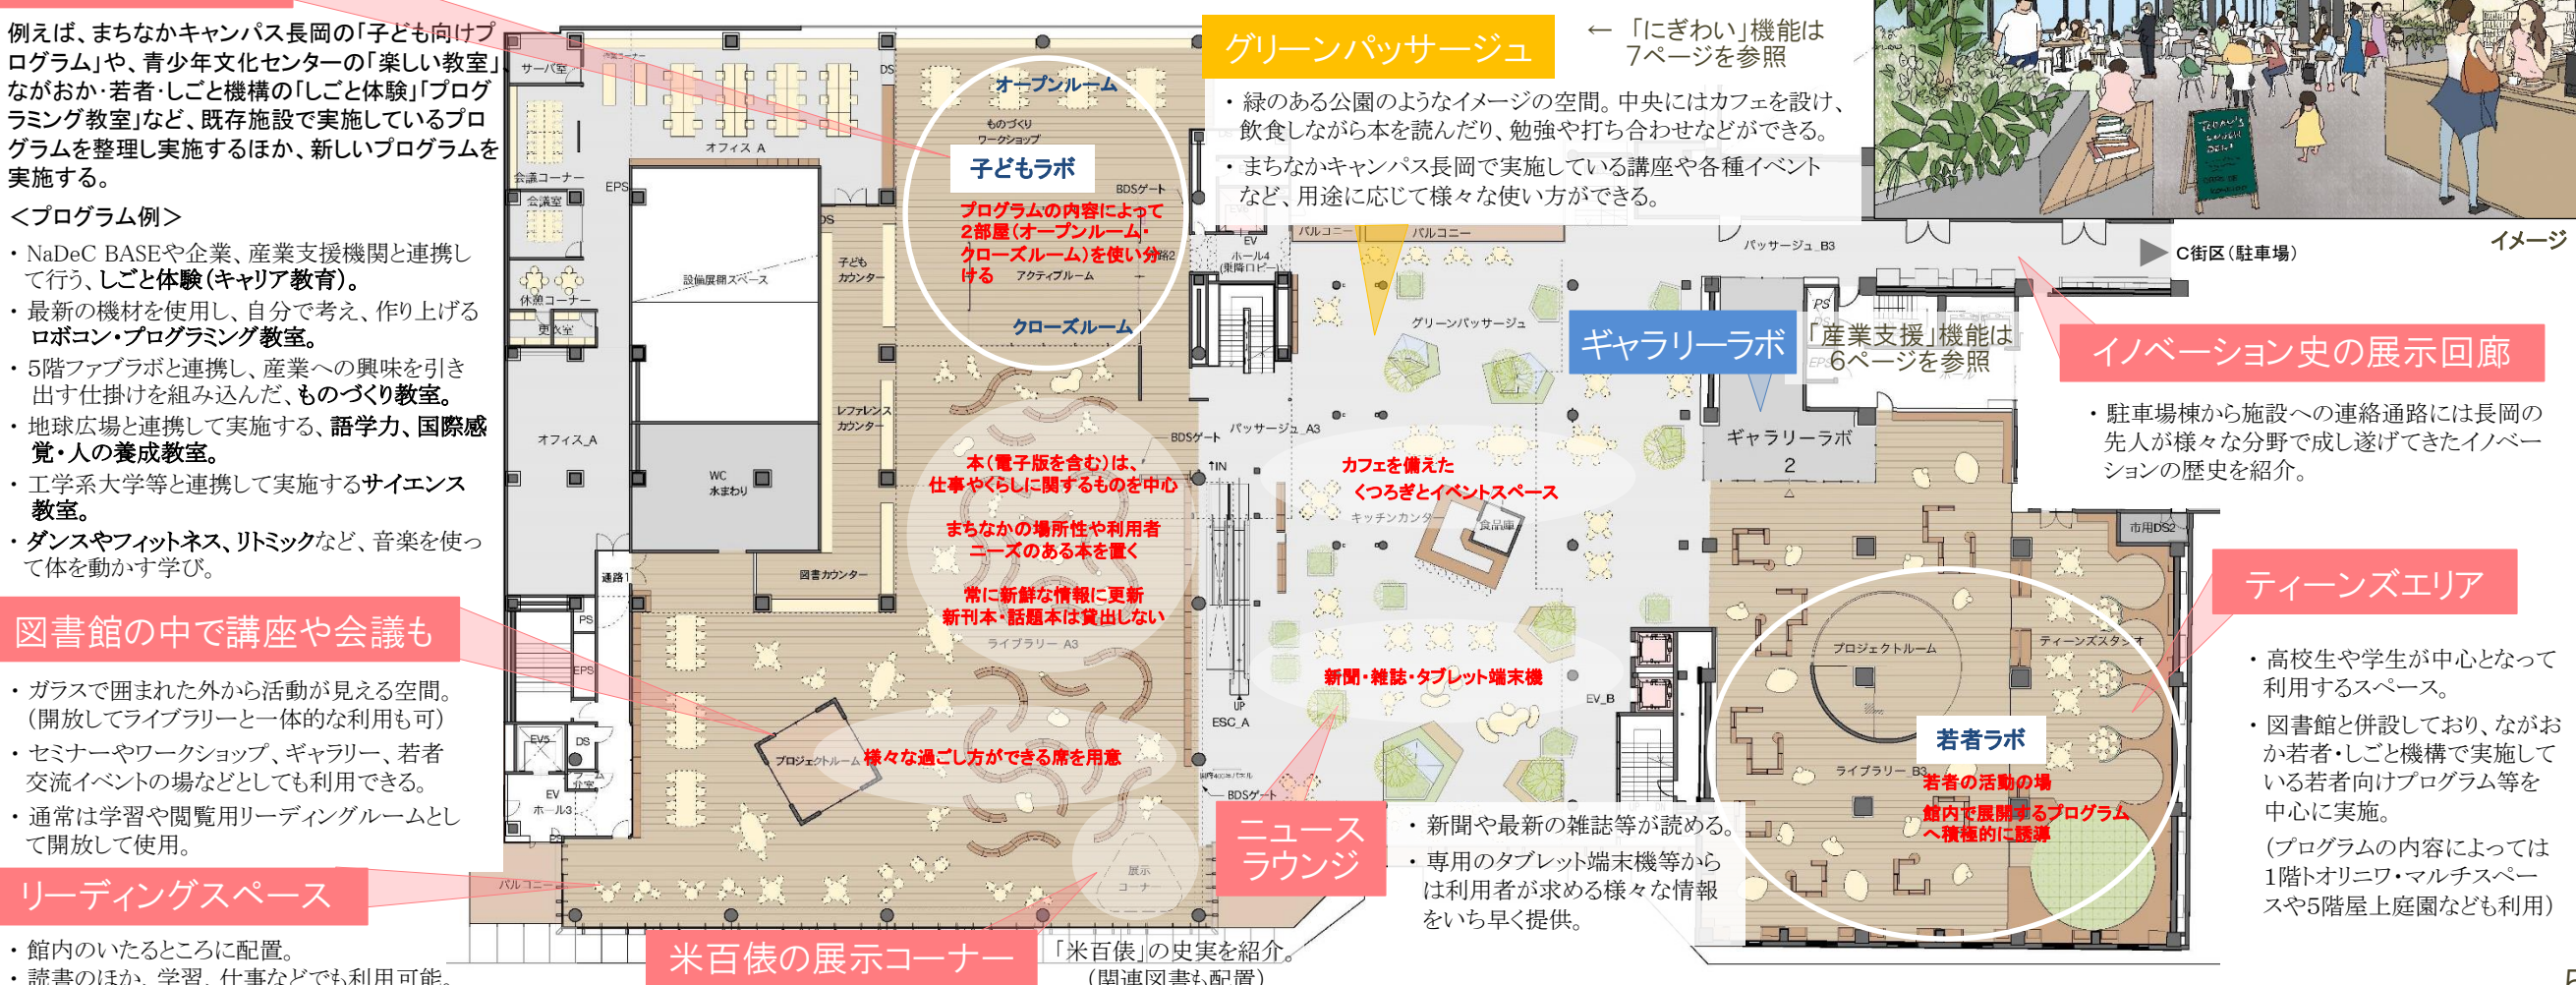 例えば、まちなかキャンパス長岡の「子ども向けプ
ログラム」や、青少年文化センターの「楽しい教室」
ながおか・若者・しごと機構の「しごと体験」「プログ
ラミング教室」など、既存施設で実施しているプロ
グラムを整理し実施するほか、新しいプログラムを
実施する。
＜プログラム例＞
・NaDeC BASEや企業、産業支援機関と連携し
て行う、しごと体験（キャリア教育）。
・最新の機材を使用し、自分で考え、作り上げる
ロボコン・プログラミング教室。
・5階ファブラボと連携し、産業への興味を引き
出す仕掛けを組み込んだ、ものづくり教室。
・地球広場と連携して実施する、語学力、国際感
覚・人の養成教室。
・工学系大学等と連携して実施するサイエンス
教室。
・ダンスやフィットネス、リトミックなど、音楽を使っ
て体を動かす学び。
図書館の中で講座や会議も
・ガラスで囲まれた外から活動が見える空間。
（開放してライブラリーと一体的な利用も可）
・セミナーやワークショップ、ギャラリー、若者
交流イベントの場などとしても利用できる。
・通常は学習や閲覧用リーディングルームとし
て開放して使用。
リーディングスペース
・館内のいたるところに配置。
・読書のほか、学習、仕事などでも利用可能。
サーバ室
会議コーナー
会議室
EPS
休憩コーナー
更衣室
オフィス_A
オフィス A
DS
DS
設備展開スペース
WC
水まわり
子ども
カウンター
レファレンス
カウンター
図書カウンター
通路1
PS
EPS
EV5
DS
EV
ホール3
PS
バルコニー
オープンルーム
ものづくり
ワークショップ
子どもラボ
BDSゲート
プログラムの内容によって
2部屋（オープンルーム・
クローズルーム）を使い分
ける
アクティブルーム
クローズルーム
本（電子版を含む）は、
仕事やくらしに関するものを中心
まちなかの場所性や利用者
ニーズのある本を置く
常に新鮮な情報に更新
新刊本・話題本は貸出しない
ライブラリー A3
プロジェクトルーム
様々な過ごし方ができる席を用意
展示
コーナー
米百俵の展示コーナー
「米百俵」の史実を紹介。
（関連図書も配置）
グリーンパッサージュ
← 「にぎわい」機能は
7ページを参照
・緑のある公園のようなイメージの空間。中央にはカフェを設け、
飲食しながら本を読んだり、勉強や打ち合わせなどができる。
・まちなかキャンパス長岡で実施している講座や各種イベント
など、用途に応じて様々な使い方ができる。
EV
ホール4
(乗降ロビー)
バルコニー
バルコニー
グリーンパッサージュ
BDSゲート
パッサージュ_A3
↑IN
カフェを備えた
くつろぎとイベントスペース
キッチンカウンター
食品庫
新聞・雑誌・タブレット端末機
UP
ESC_A
BDSゲート
EV_B
ニュース
ラウンジ
・新聞や最新の雑誌等が読める。
・専用のタブレット端末機等から
は利用者が求める様々な情報
をいち早く提供。
パッサージュ_B3
C街区（駐車場）
イメージ
ギャラリーラボ
PS
EPS
「産業支援」機能は
6ページを参照
ギャラリーラボ
2
イノベーション史の展示回廊
・駐車場棟から施設への連絡通路には長岡の
先人が様々な分野で成し遂げてきたイノベー
ションの歴史を紹介。
市用DS2
プロジェクトルーム
ティーンズスタジオ
若者ラボ
ライブラリー_B3
若者の活動の場
館内で展開するプログラム
へ積極的に誘導
ティーンズエリア
・高校生や学生が中心となって
利用するスペース。
・図書館と併設しており、ながお
か若者・しごと機構で実施して
いる若者向けプログラム等を
中心に実施。
（プログラムの内容によっては
1階トオリニワ・マルチスペー
スや5階屋上庭園なども利用）